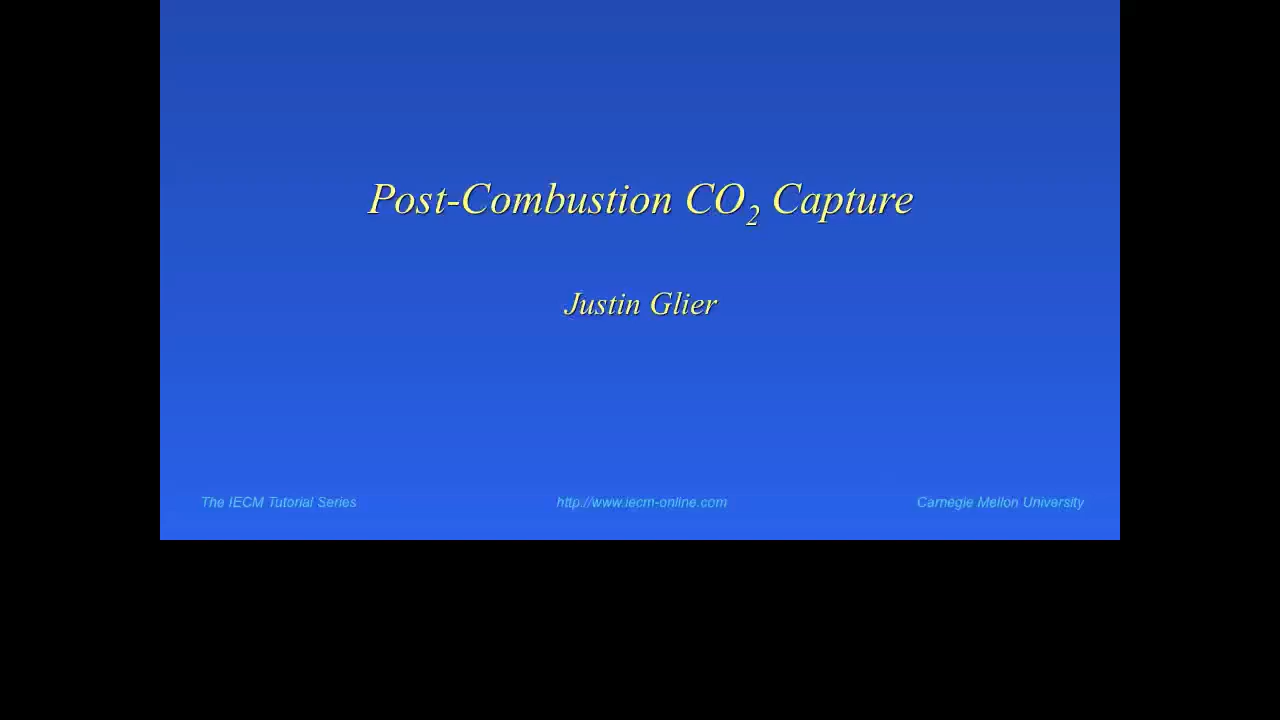 Post-Combustion CO2 Capture
Justin Glier
The IECM Tutorial Series http://www.iecm-online.com Carnegie Mellon University